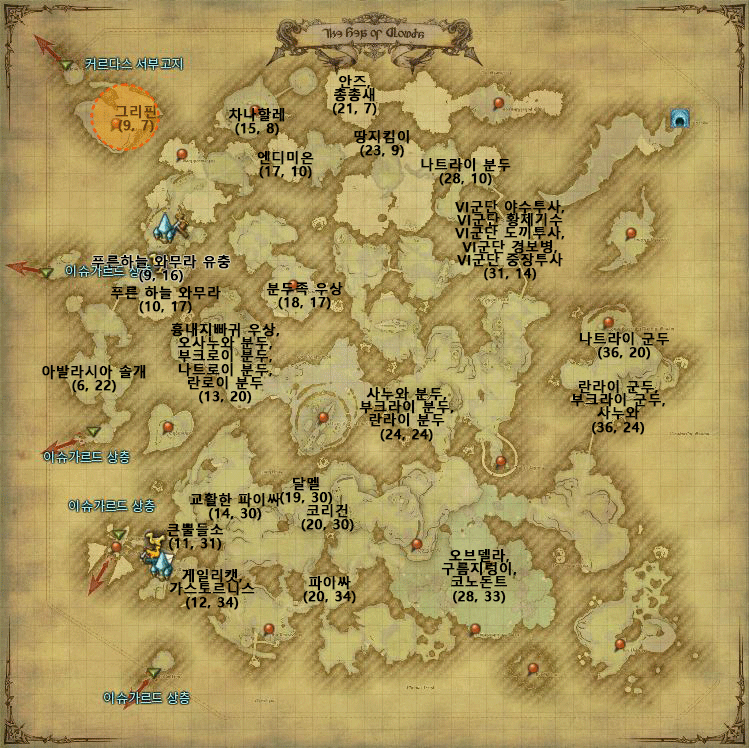 커르다스 서부고지
그리핀
(9, 7)
차나할레
(15, 8)
안즈,
총총새
(21, 7)
땅지킴이
(23, 9)
엔디미온
(17, 10)
나트라이 분두
(28, 10)
VI군단 야수투사,
VI군단 황제기수
VI군단 도끼투사,
VI군단 경보병,
VI군단 중장투사
(31, 14)
푸른하늘 와무라 유충
(9, 16)
이슈가르드 상층
푸른 하늘 와무라
(10, 17)
분두족 우상
(18, 17)
흉내지빠귀 우상,
오사누와 분두,
부크로이 분두,
나트로이 분두,
란로이 분두
(13, 20)
나트라이 군두
(36, 20)
아발라시아 솔개
(6, 22)
사누와 분두,
부크라이 분두,
란라이 분두
(24, 24)
란라이 군두,
부크라이 군두,
사누와
(36, 24)
이슈가르드 상층
이슈가르드 상층
교활한 파이싸
(14, 30)
달멜
(19, 30)
코리건
(20, 30)
큰뿔들소
(11, 31)
게일리캣,
가스토르니스
(12, 34)
파이싸
(20, 34)
오브델라,
구름지렁이,
코노돈트
(28, 33)
이슈가르드 상층